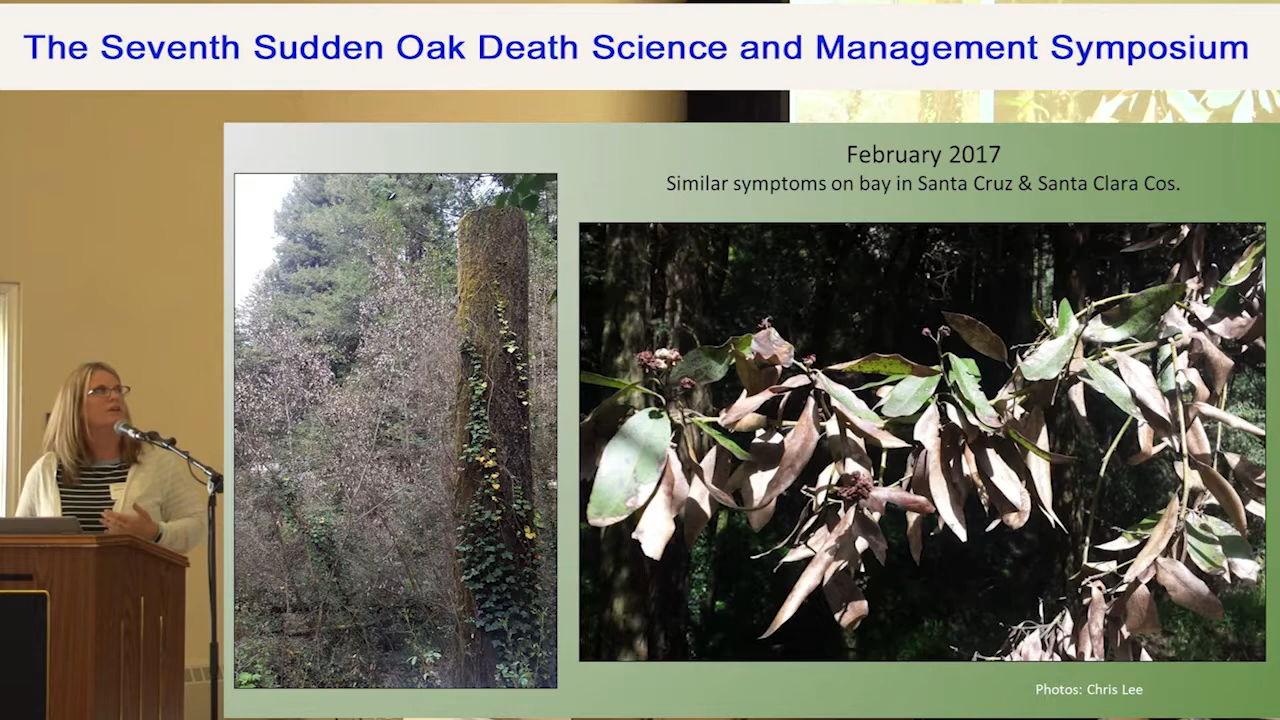 The Seventh Sudden Oak Death Science and Management Symposium
February 2017
Similar symptoms on bay in Santa Cruz & Santa Clara Cos.
Photos: Chris Lee